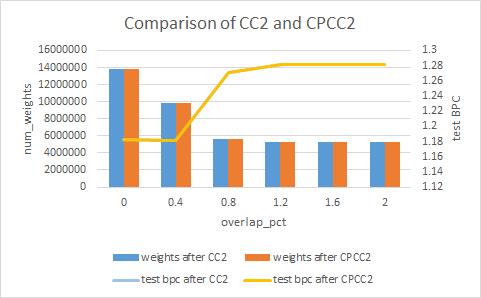 Comparison of CC2 and CPCC2
16000000
14000000
12000000
10000000
8000000
6000000
4000000
2000000
0
num_weights
1.3
1.28
1.26
1.24
1.22
1.2
1.18
1.16
1.14
1.12
test BPC
0 0.4 0.8 1.2 1.6 2
overlap_pct
weights after CC2 weights after CPCC2
test bpc after CC2 test bpc after CPCC2